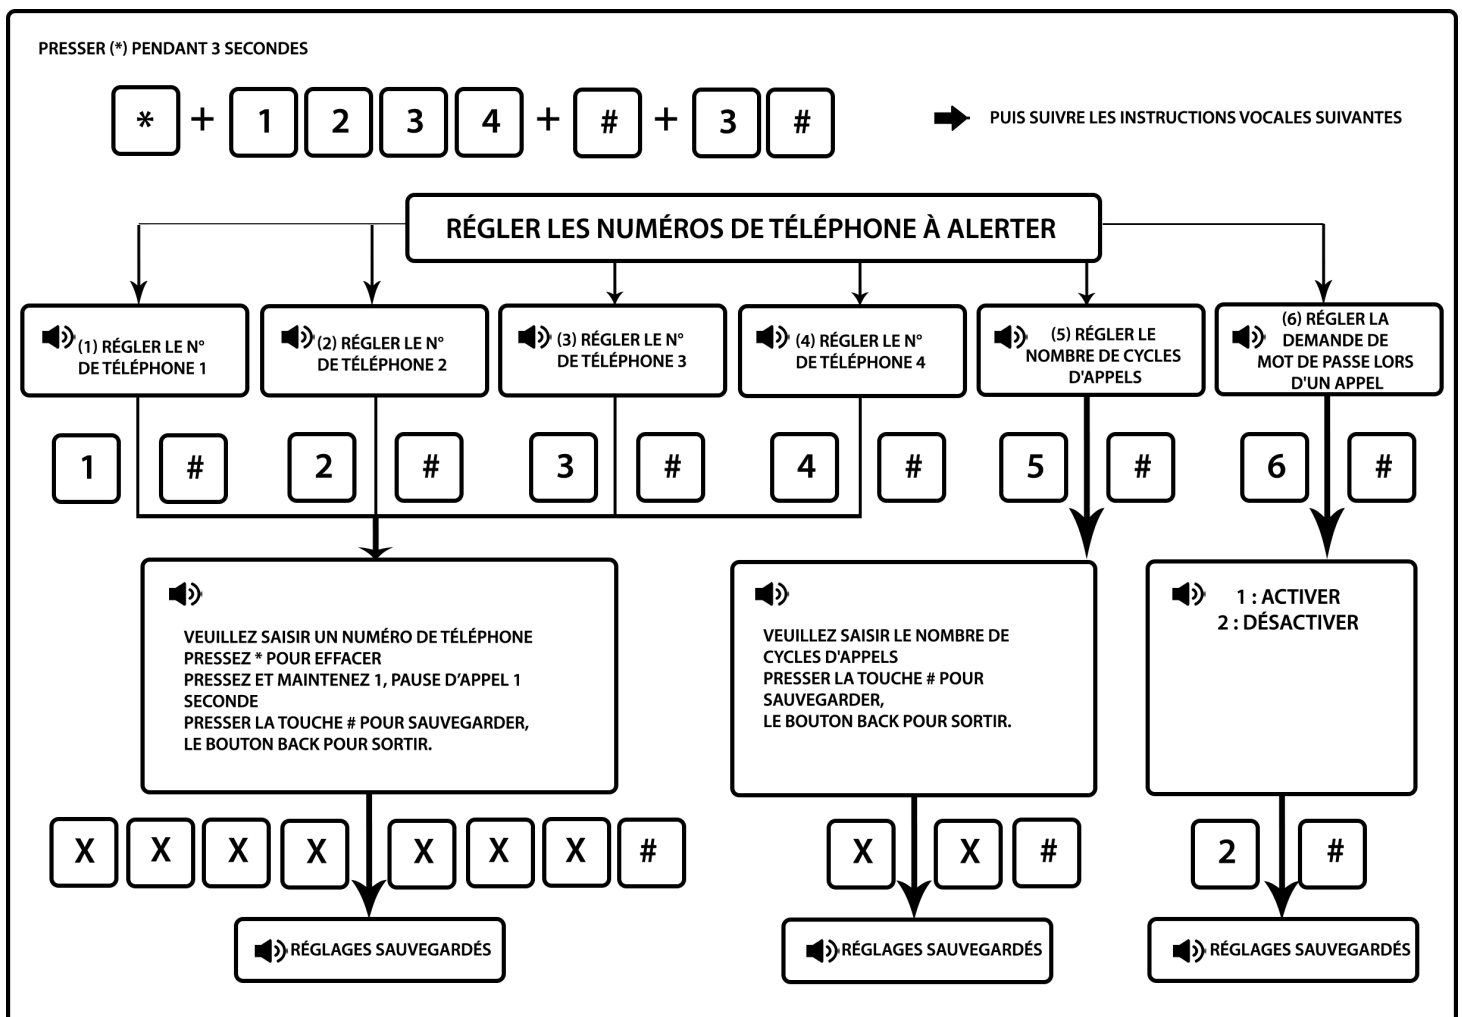 PRESSER (*) PENDANT 3 SECONDES
* + 1 2 3 4 + # + 3 #
PUIS SUIVRE LES INSTRUCTIONS VOCALES SUIVANTES
RÉGLER LES NUMÉROS DE TÉLÉPHONE À ALERTER
(1) RÉGLER LE N°
DE TÉLÉPHONE 1
(2) RÉGLER LE N°
DE TÉLÉPHONE 2
(3) RÉGLER LE N°
DE TÉLÉPHONE 3
(4) RÉGLER LE N°
DE TÉLÉPHONE 4
(5) RÉGLER LE
NOMBRE DE CYCLES
D'APPELS
(6) RÉGLER LA
DEMANDE DE
MOT DE PASSE LORS
D'UN APPEL
1 # 2 # 3 # 4 # 5 # 6 #
VEUILLEZ SAISIR UN NUMÉRO DE TÉLÉPHONE
PRESSEZ * POUR EFFACER
PRESSEZ ET MAINTENEZ 1, PAUSE D’APPEL 1
SECONDE
PRESSER LA TOUCHE # POUR SAUVEGARDER,
LE BOUTON BACK POUR SORTIR.
VEUILLEZ SAISIR LE NOMBRE DE
CYCLES D'APPELS
PRESSER LA TOUCHE # POUR
SAUVEGARDER,
LE BOUTON BACK POUR SORTIR.
1 : ACTIVER
2 : DÉSACTIVER
X X X X X X X #
X X #
2 #
RÉGLAGES SAUVEGARDÉS
RÉGLAGES SAUVEGARDÉS
RÉGLAGES SAUVEGARDÉS